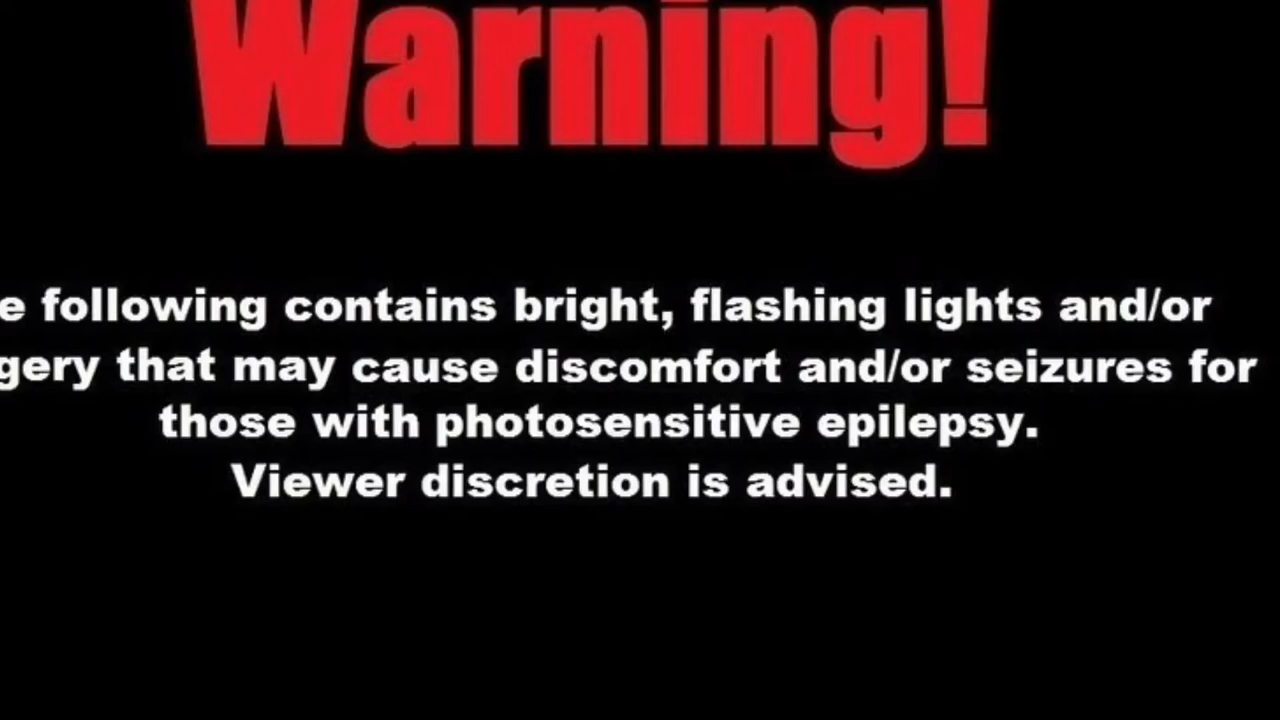 Warning!
e following contains bright, flashing lights and/or
gery that may cause discomfort and/or seizures for
those with photosensitive epilepsy.
Viewer discretion is advised.